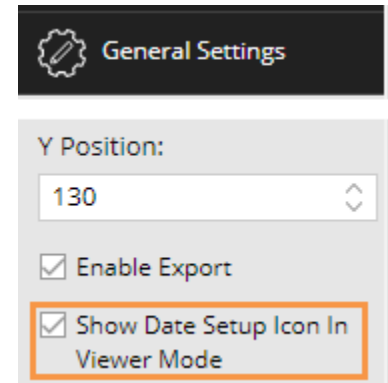 General Settings
Y Position:
130
Enable Export
Show Date Setup Icon In
Viewer Mode